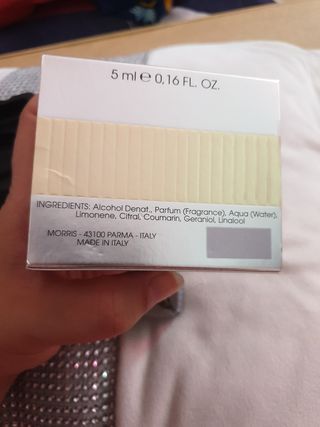 5 ml ℮ 0,16 FL. OZ.
INGREDIENTS: Alcohol Denat., Parfum (Fragrance), Aqua (Water),
Limonene, Citral, Coumarin, Geraniol, Linalool
MORRIS - 43100 PARMA - ITALY
MADE IN ITALY